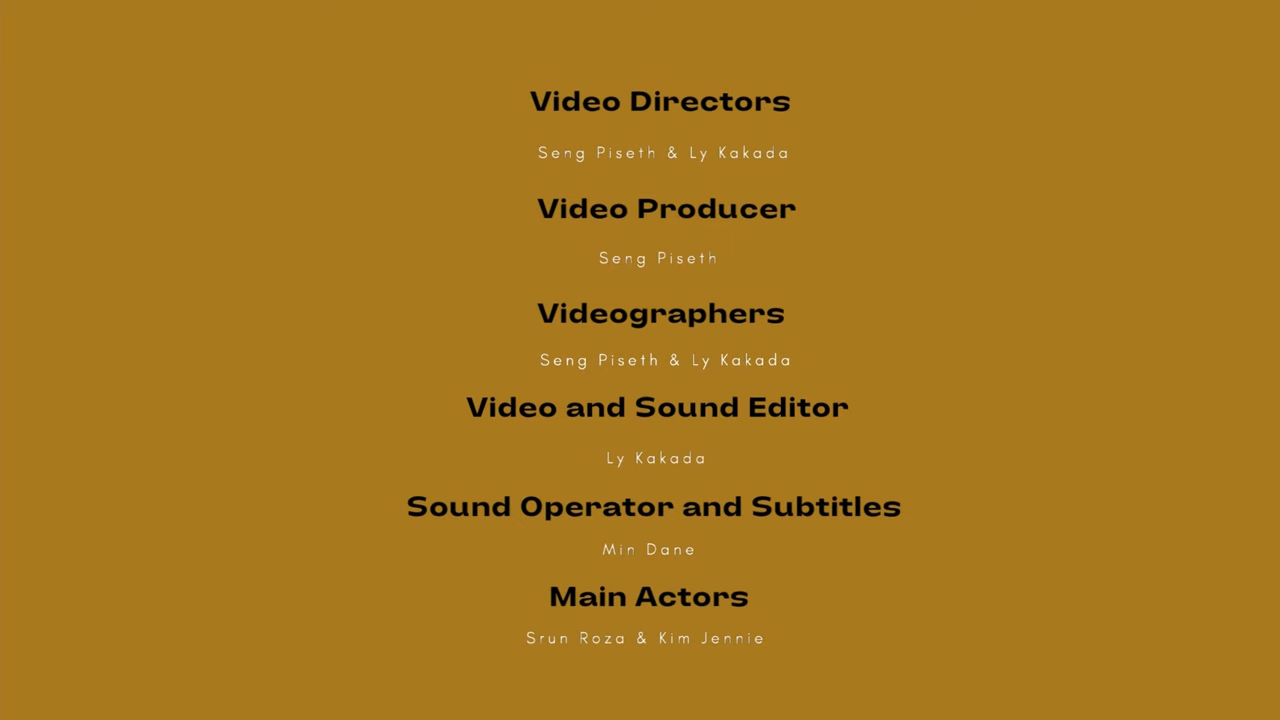 Video Directors
Seng Piseth & Ly Kakada
Video Producer
Seng Piseth
Videographers
Seng Piseth & Ly Kakada
Video and Sound Editor
Ly Kakada
Sound Operator and Subtitles
Min Dane
Main Actors
Srun Roza & Kim Jennie